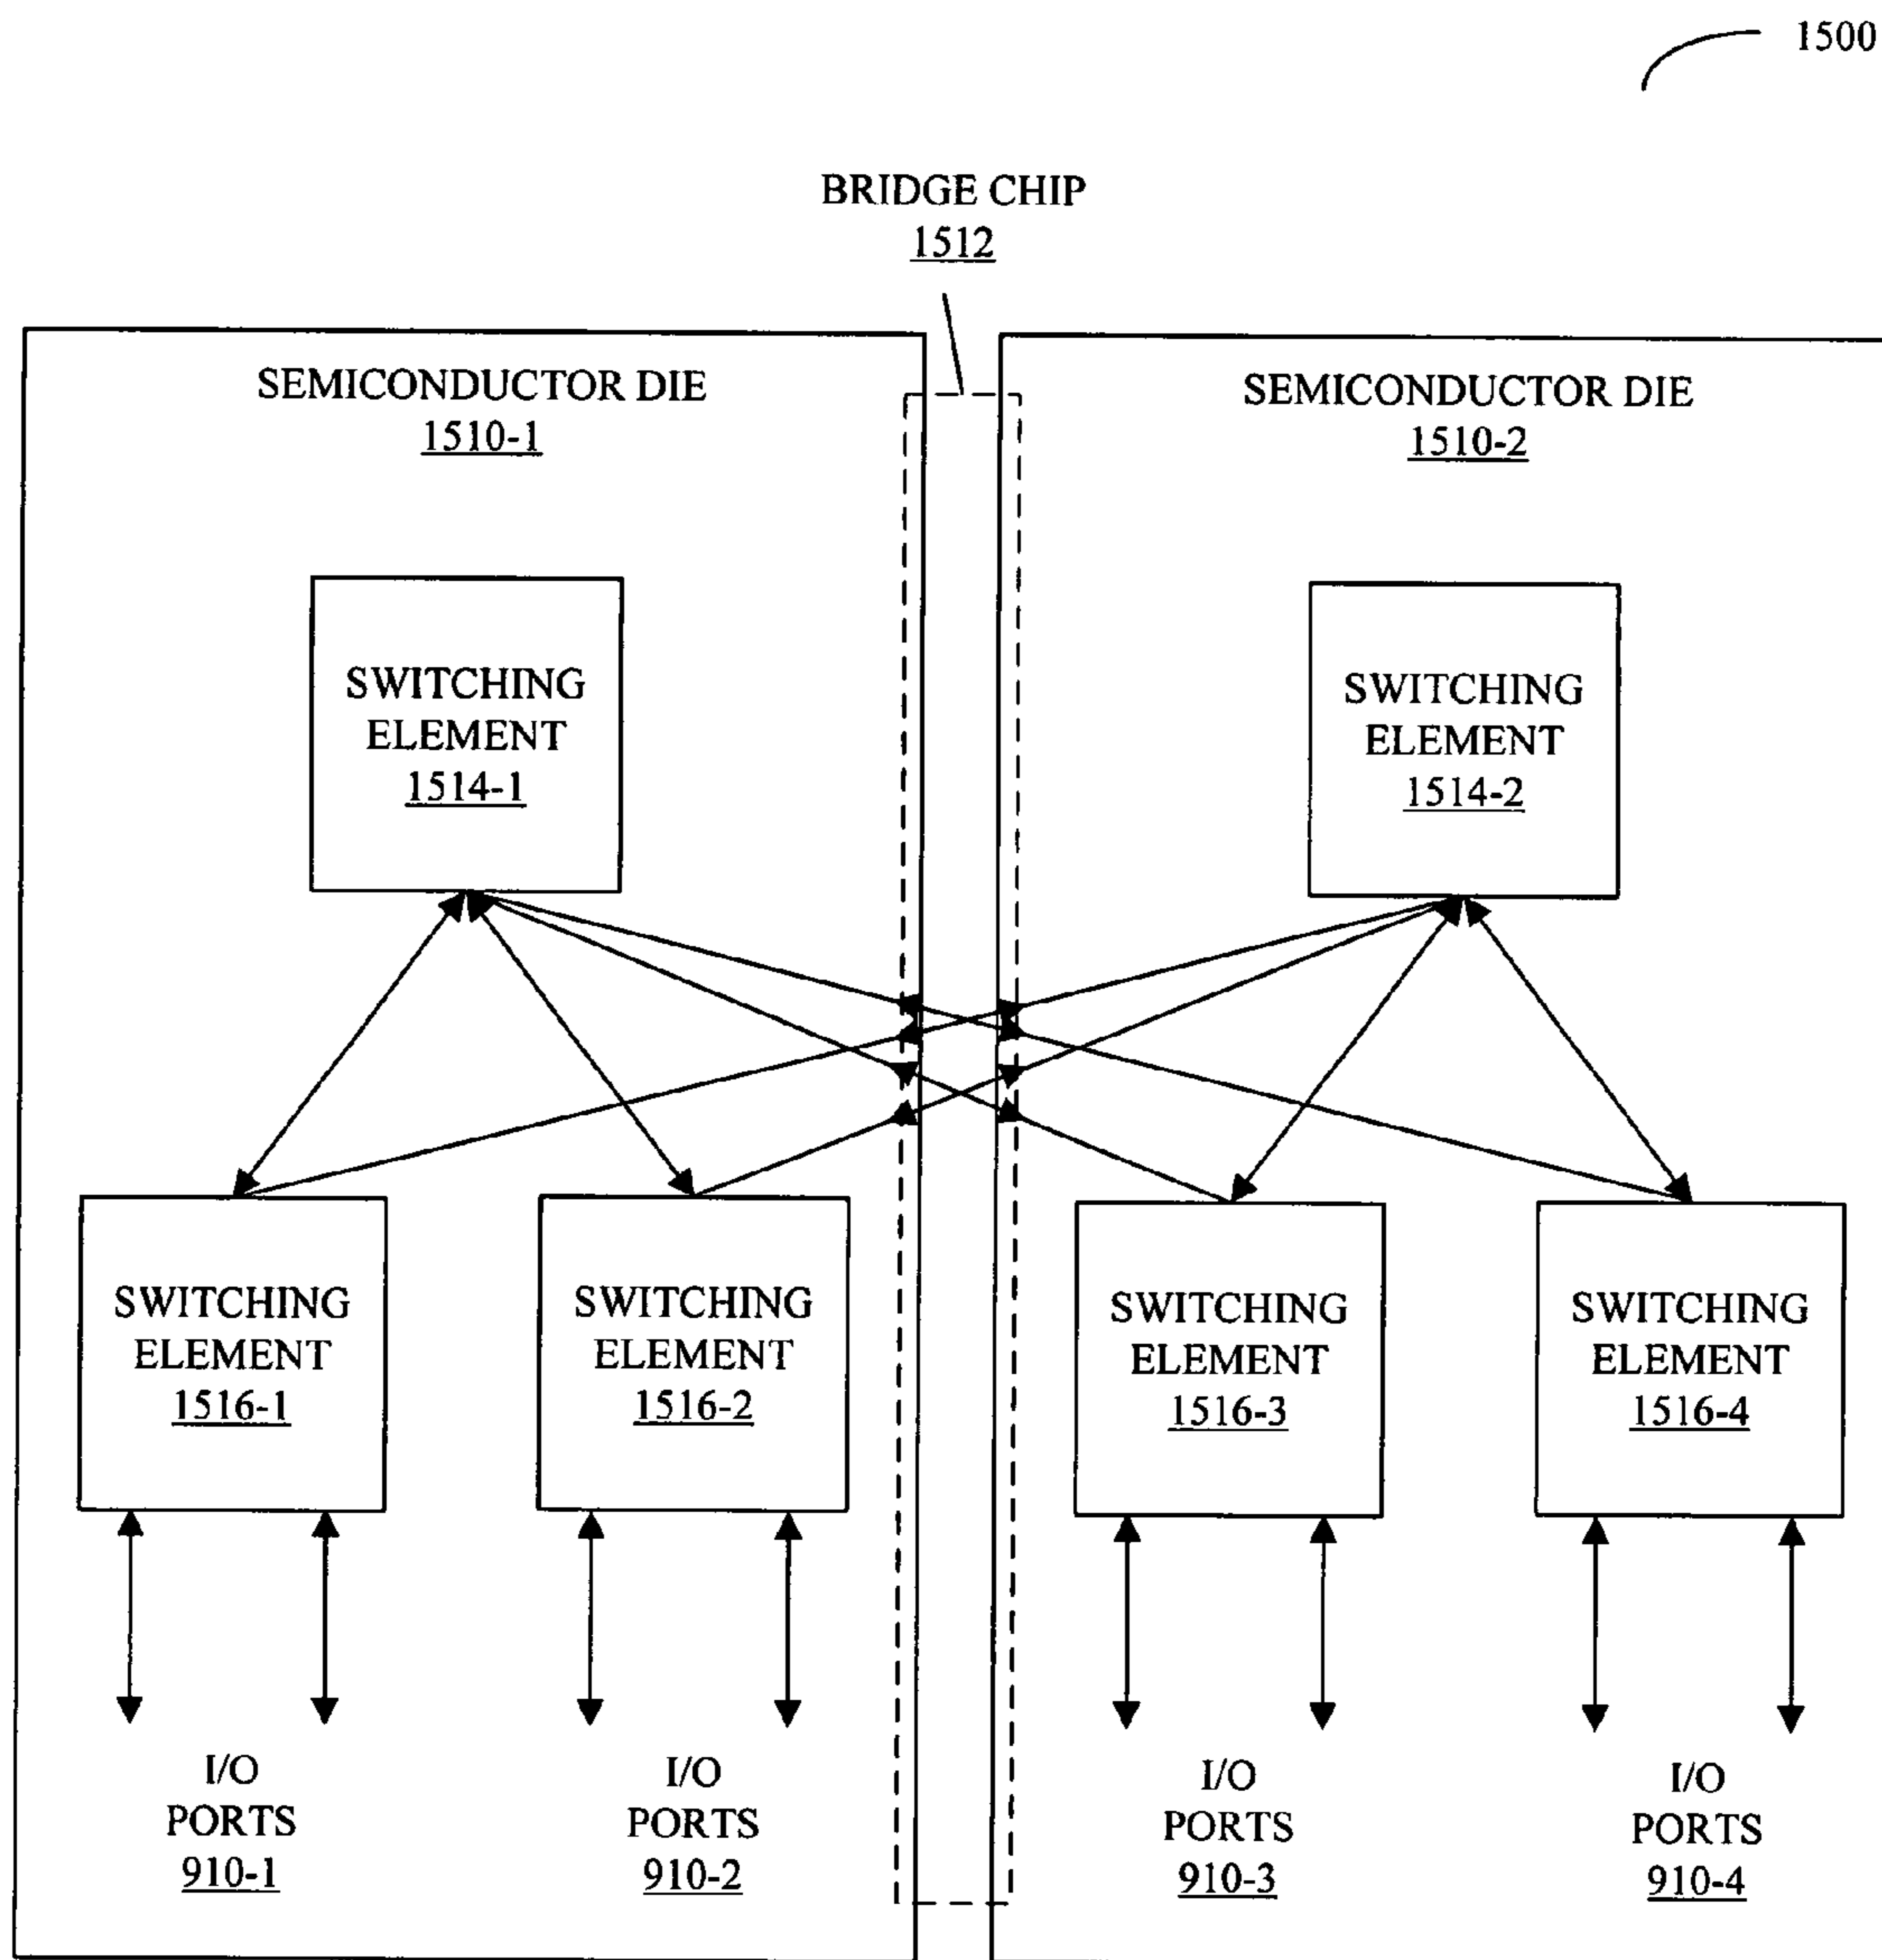 1500
BRIDGE CHIP
1512
SEMICONDUCTOR DIE
1510-1
SEMICONDUCTOR DIE
1510-2
SWITCHING
ELEMENT
1514-1
SWITCHING
ELEMENT
1514-2
SWITCHING
ELEMENT
1516-1
SWITCHING
ELEMENT
1516-2
SWITCHING
ELEMENT
1516-3
SWITCHING
ELEMENT
1516-4
I/O
PORTS
910-1
I/O
PORTS
910-2
I/O
PORTS
910-3
I/O
PORTS
910-4